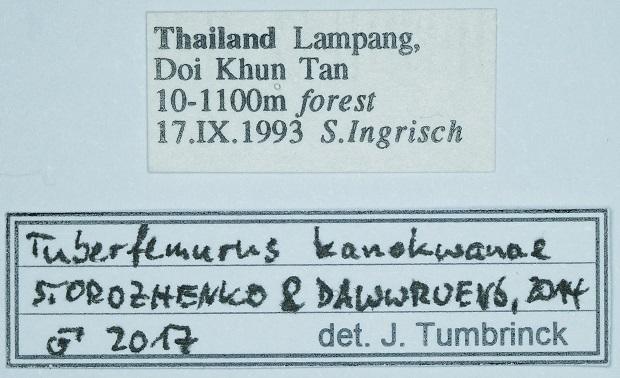 Thailand Lampang,
Doi Khun Tan
10-1100m forest
17.IX.1993 S.Ingrisch
Tuberfemurus kanokwanae
STOROZHENKO & DAWWRUENG, 2014
♂ 2017 det. J. Tumbrinck